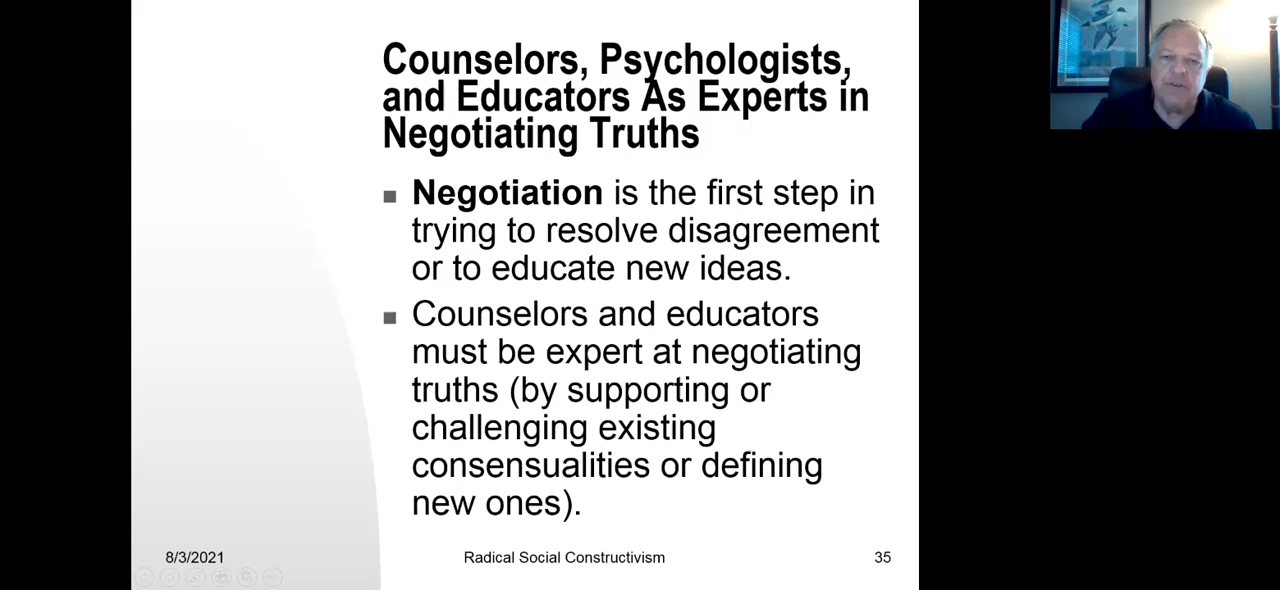 Counselors, Psychologists,
and Educators As Experts in
Negotiating Truths
Negotiation is the first step in
trying to resolve disagreement
or to educate new ideas.
Counselors and educators
must be expert at negotiating
truths (by supporting or
challenging existing
consensualities or defining
new ones).
8/3/2021
Radical Social Constructivism
35